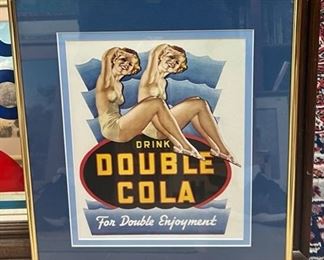 DRINK
DOUBLE
COLA
For Double Enjoyment